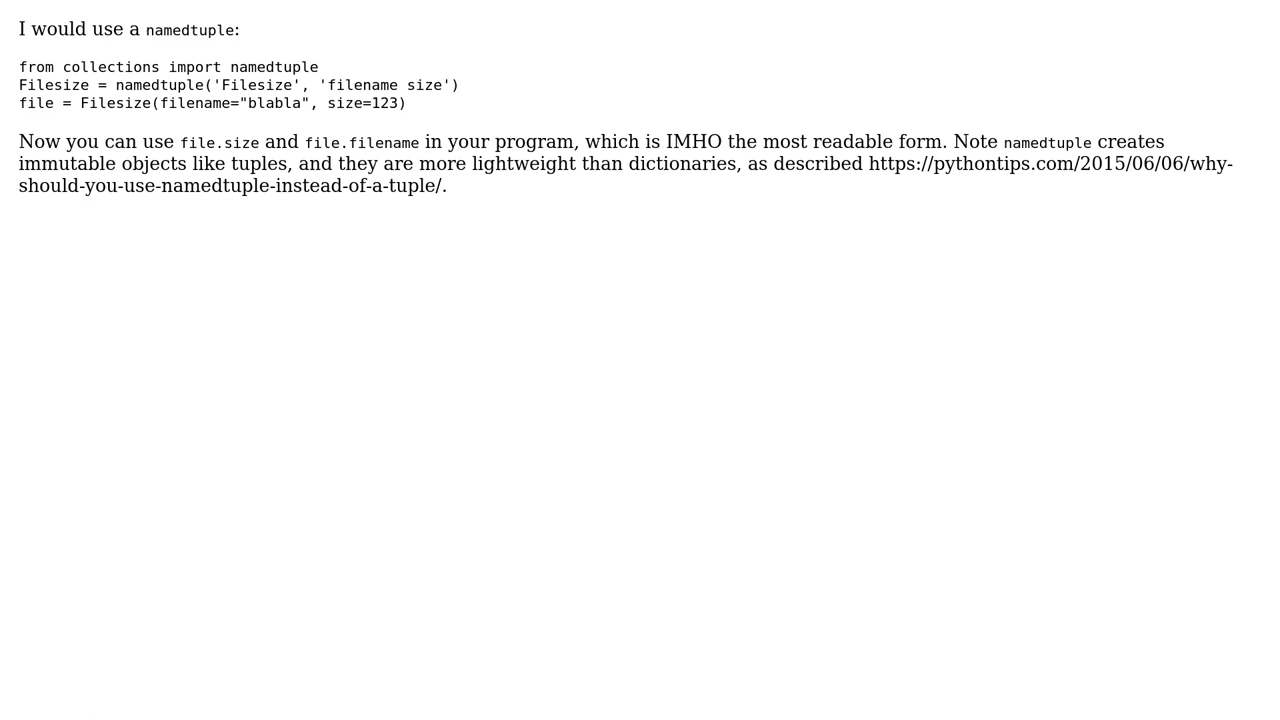 I would use a namedtuple:
from collections import namedtuple
Filesize = namedtuple('Filesize', 'filename size')
file = Filesize(filename="blabla", size=123)
Now you can use file.size and file.filename in your program, which is IMHO the most readable form. Note namedtuple creates
immutable objects like tuples, and they are more lightweight than dictionaries, as described https://pythontips.com/2015/06/06/why-
should-you-use-namedtuple-instead-of-a-tuple/.